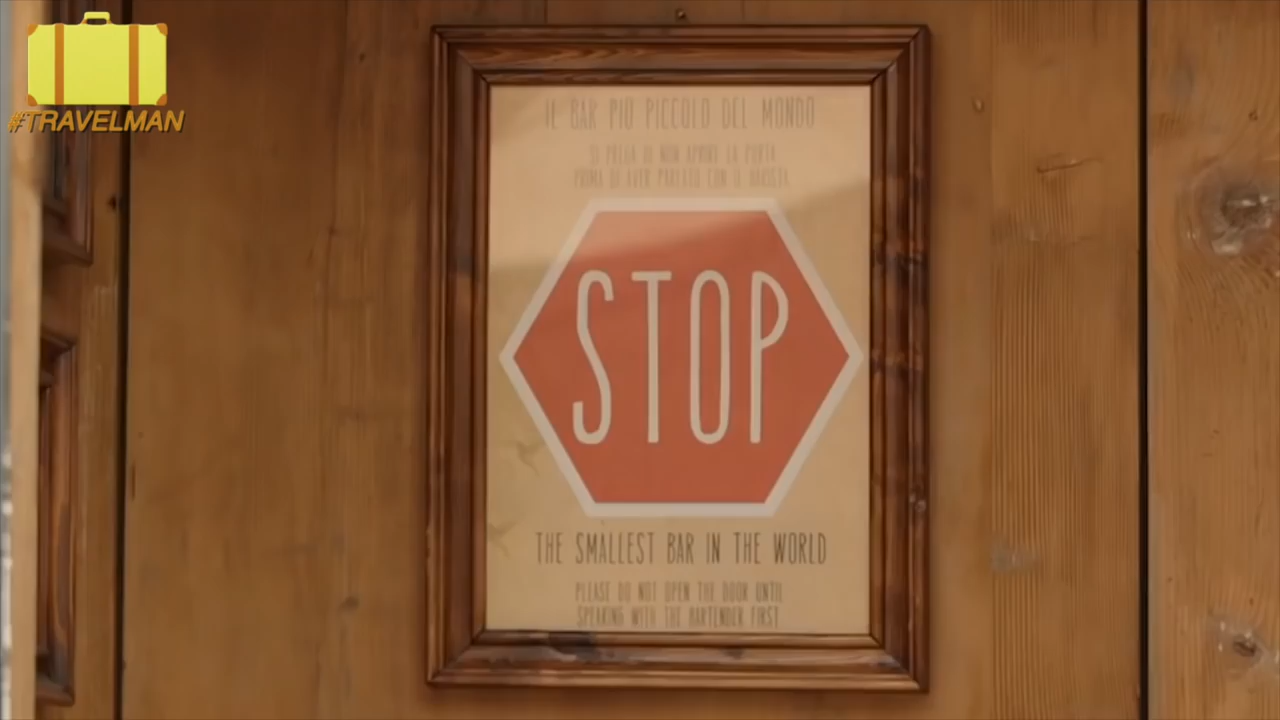 #TRAVELMAN
IL BAR PIÙ PICCOLO DEL MONDO
SI PREGA DI NON APRIRE LA PORTA
PRIMA DI AVER PARLATO CON IL BARISTA
STOP
THE SMALLEST BAR IN THE WORLD
PLEASE DO NOT OPEN THE DOOR UNTIL
SPEAKING WITH THE BARTENDER FIRST